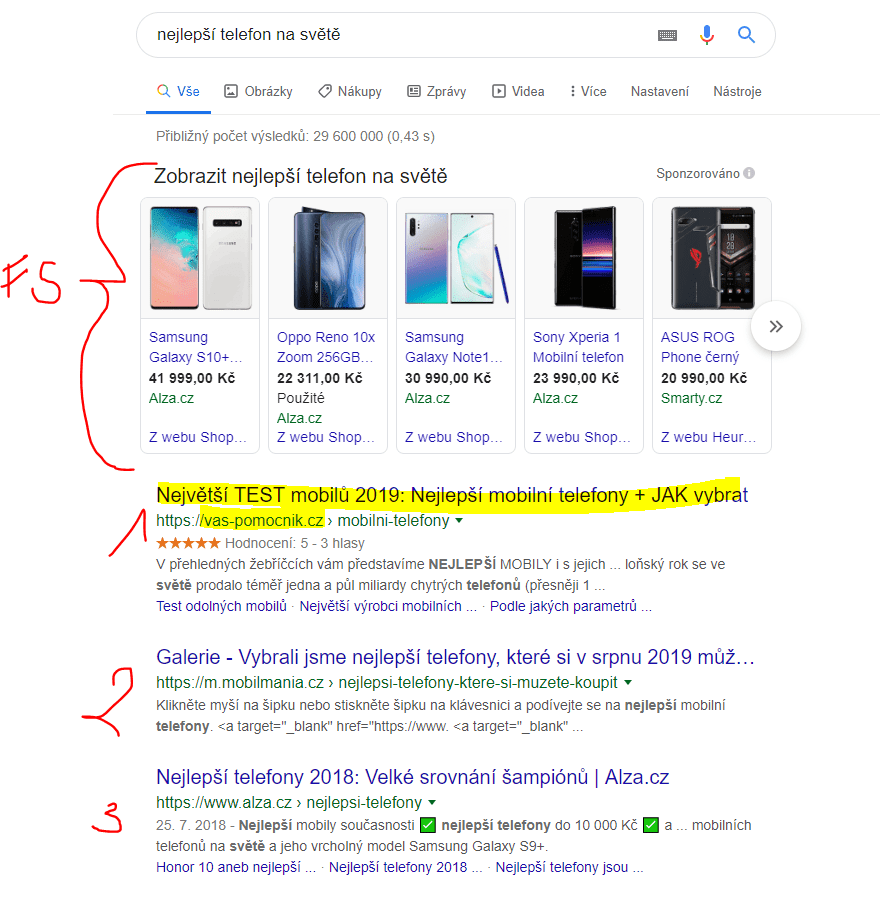 nejlepší telefon na světě
Vše Obrázky Nákupy Zprávy Videa Více Nastavení Nástroje
Přibližný počet výsledků: 29 600 000 (0,43 s)
Zobrazit nejlepší telefon na světě
Sponzorováno
FS
SAMSUNG
oppo
Samsung Galaxy S10+...
41 999,00 Kč
Alza.cz
Z webu Shop...
Oppo Reno 10x Zoom 256GB...
22 311,00 Kč
Použité
Alza.cz
Z webu Shop...
Samsung Galaxy Note1...
30 990,00 Kč
Alza.cz
Z webu Shop...
Sony Xperia 1 Mobilní telefon
23 990,00 Kč
Alza.cz
Z webu Shop...
ASUS ROG Phone černý
20 990,00 Kč
Smarty.cz
Z webu Heur...
1
Největší TEST mobilů 2019: Nejlepší mobilní telefony + JAK vybrat
https://vas-pomocnik.cz › mobilni-telefony
★★★★★ Hodnocení: 5 - 3 hlasy
V přehledných žebříčcích vám představíme NEJLEPŠÍ MOBILY i s jejich ... loňský rok se ve
světě prodalo téměř jedna a půl miliardy chytrých telefonů (přesněji 1 ...
Test odolných mobilů · Největší výrobci mobilních ... · Podle jakých parametrů ...
2
Galerie - Vybrali jsme nejlepší telefony, které si v srpnu 2019 můž…
https://m.mobilmania.cz › nejlepsi-telefony-ktere-si-muzete-koupit
Klikněte myší na šipku nebo stiskněte šipku na klávesnici a podívejte se na nejlepší mobilní
telefony. <a target="_blank" href="https://www. <a target="_blank" ...
3
Nejlepší telefony 2018: Velké srovnání šampiónů | Alza.cz
https://www.alza.cz › nejlepsi-telefony
25. 7. 2018 - Nejlepší mobily současnosti ✅ nejlepší telefony do 10 000 Kč ✅ a ... mobilních
telefonů na světě a jeho vrcholný model Samsung Galaxy S9+.
Honor 10 aneb nejlepší ... · Nejlepší telefony 2018 ... · Nejlepší telefony jsou ...